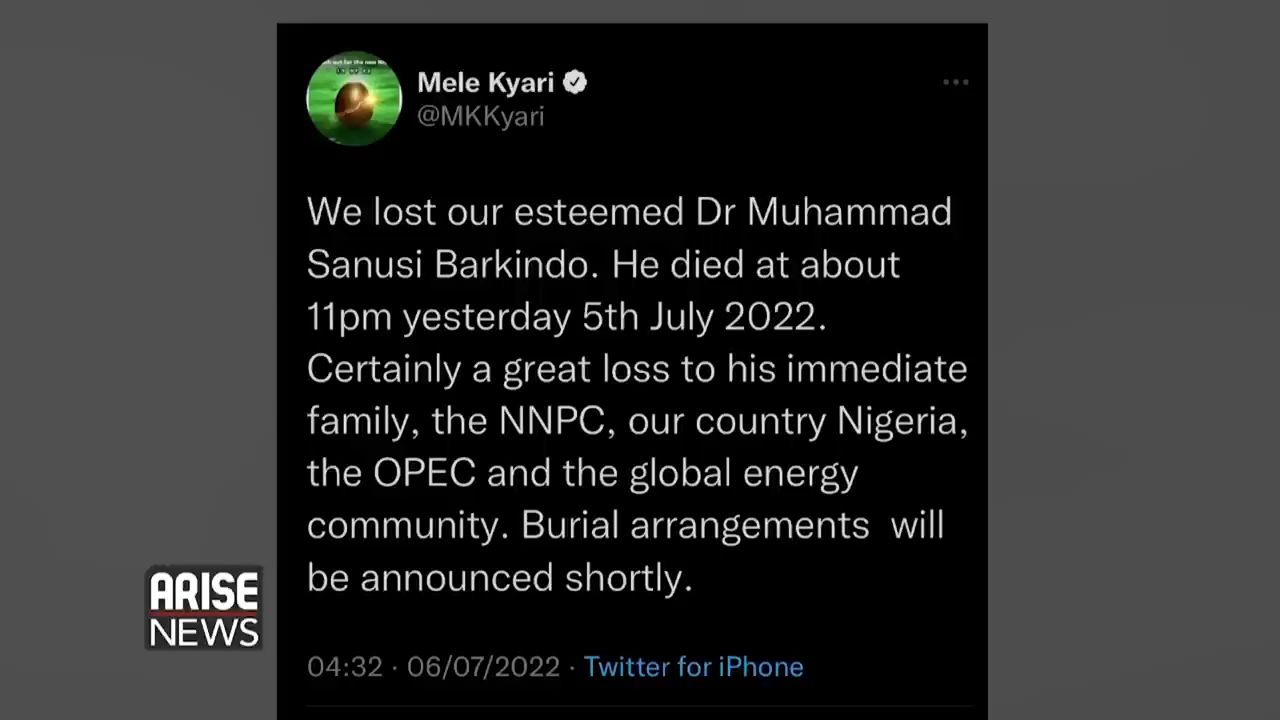 Mele Kyari
@MKKyari
We lost our esteemed Dr Muhammad
Sanusi Barkindo. He died at about
11pm yesterday 5th July 2022.
Certainly a great loss to his immediate
family, the NNPC, our country Nigeria,
the OPEC and the global energy
community. Burial arrangements  will
be announced shortly.
ARISE
NEWS
04:32 · 06/07/2022 · Twitter for iPhone